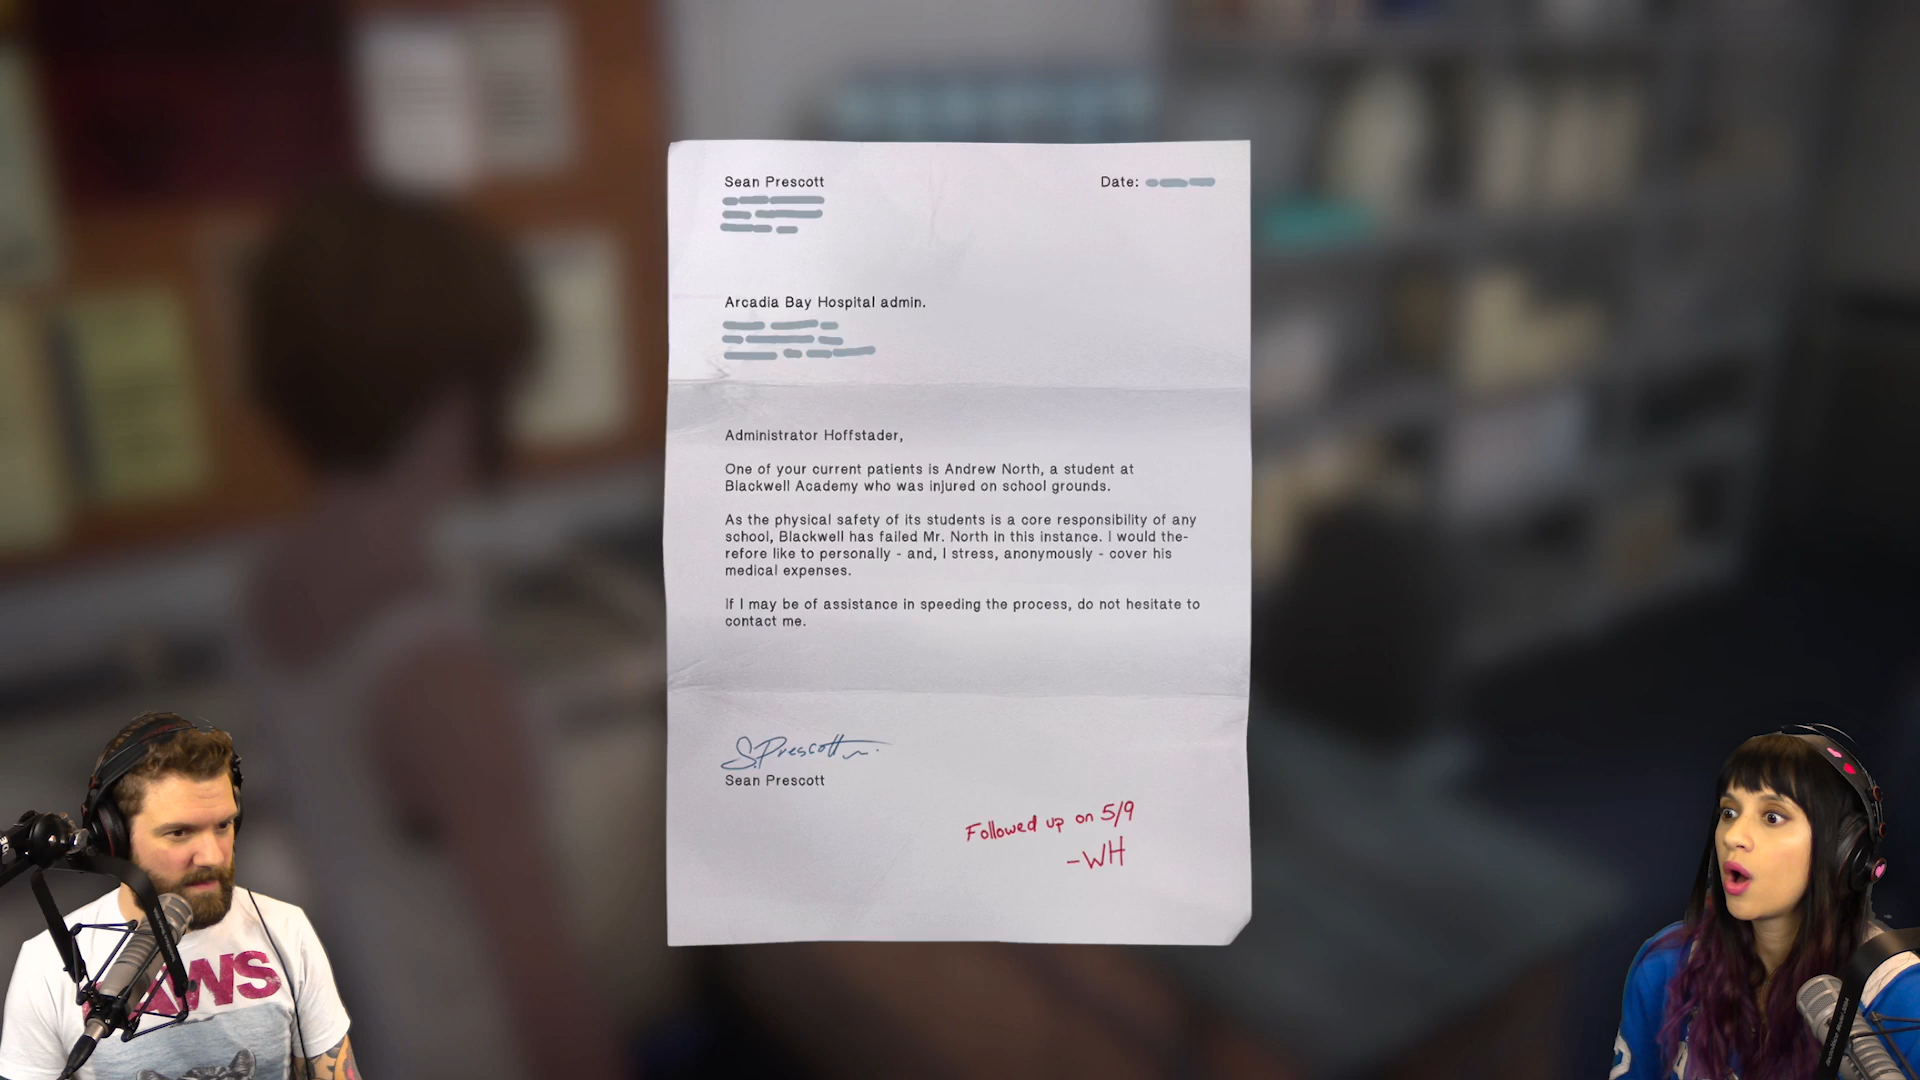 Sean Prescott
Date:
Arcadia Bay Hospital admin.
Administrator Hoffstader,
One of your current patients is Andrew North, a student at
Blackwell Academy who was injured on school grounds.
As the physical safety of its students is a core responsibility of any
school, Blackwell has failed Mr. North in this instance. I would the-
refore like to personally - and, I stress, anonymously - cover his
medical expenses.
If I may be of assistance in speeding the process, do not hesitate to
contact me.
S.Prescott
Sean Prescott
Followed up on 5/9
-WH